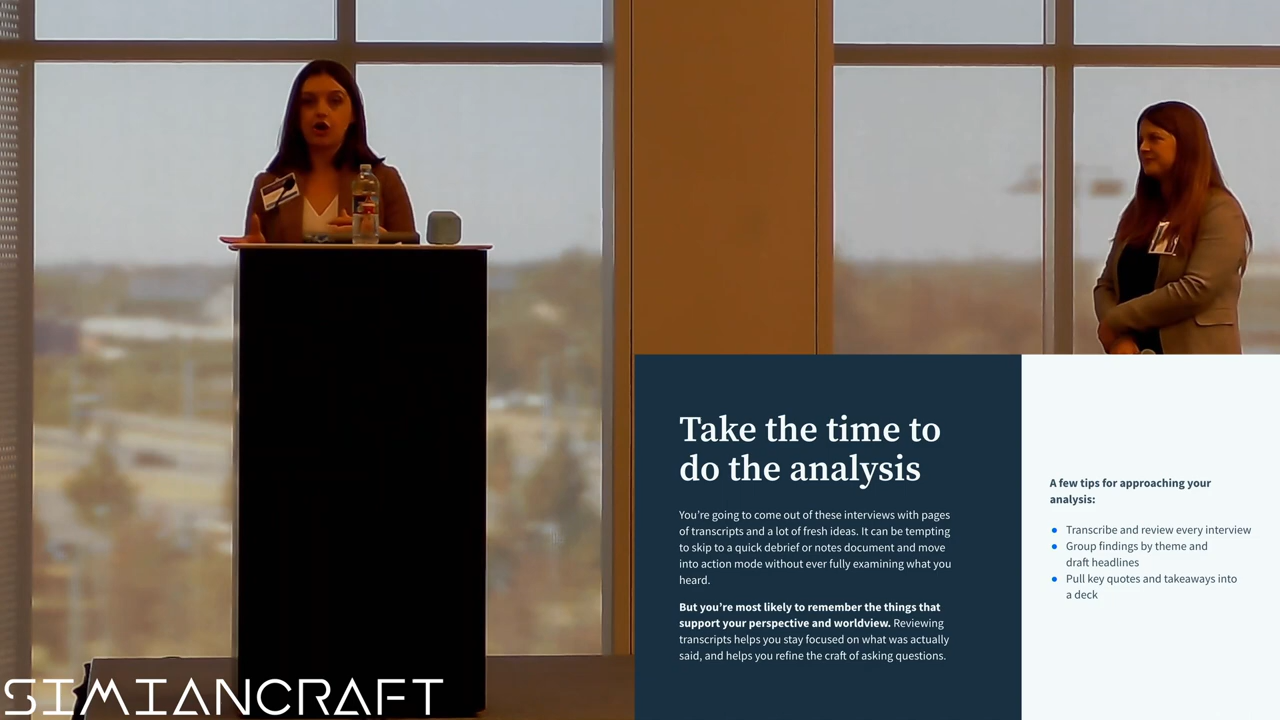 Take the time to
do the analysis
You’re going to come out of these interviews with pages
of transcripts and a lot of fresh ideas. It can be tempting
to skip to a quick debrief or notes document and move
into action mode without ever fully examining what you
heard.
But you’re most likely to remember the things that
support your perspective and worldview. Reviewing
transcripts helps you stay focused on what was actually
said, and helps you refine the craft of asking questions.
A few tips for approaching your
analysis:
● Transcribe and review every interview
● Group findings by theme and
draft headlines
● Pull key quotes and takeaways into
a deck
SIMIANCRAFT